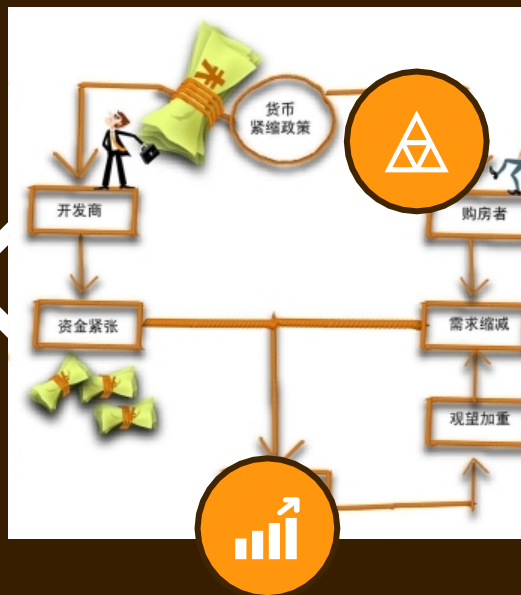 货币
紧缩政策
开发商
购房者
资金紧张
需求缩减
观望加重